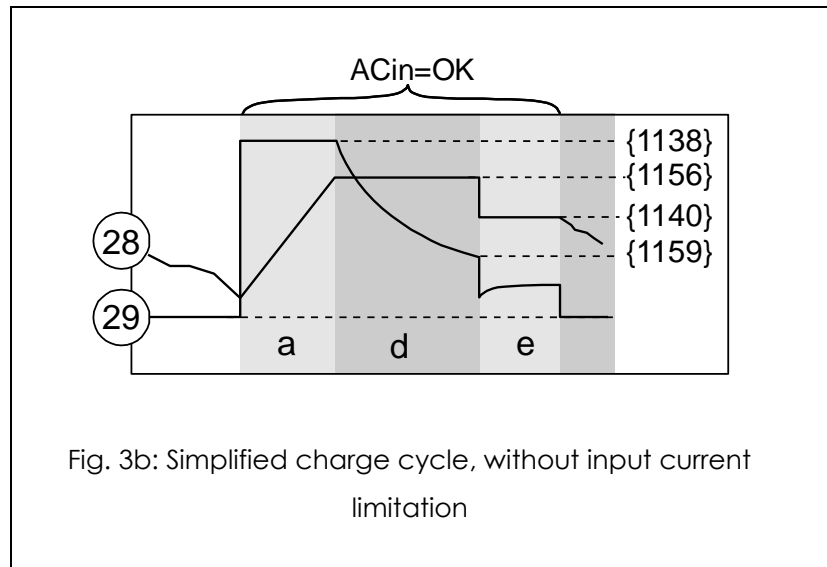 ACin=OK
{1138}
{1156}
{1140}
28
{1159}
29
a d e
Fig. 3b: Simplified charge cycle, without input current
limitation